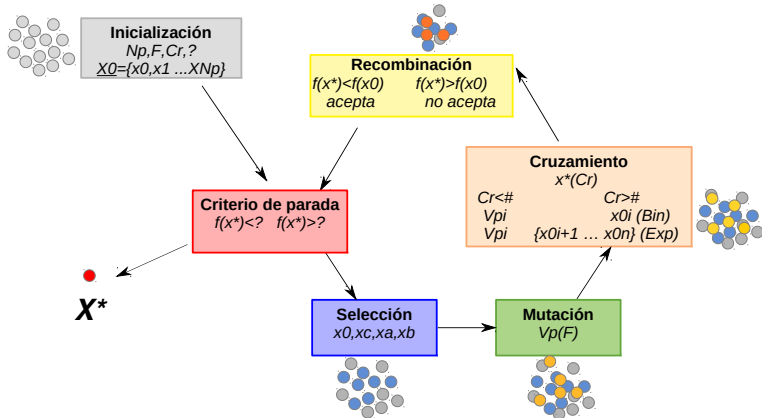 Inicialización
Np,F,Cr,?
X0={x0,x1 ...XNp}
Recombinación
f(x*)<f(x0) f(x*)>f(x0)
acepta no acepta
Cruzamiento
x*(Cr)
Cr<# Cr>#
Vpi x0i (Bin)
Vpi {x0i+1 … x0n} (Exp)
Criterio de parada
f(x*)<? f(x*)>?
X*
Selección
x0,xc,xa,xb
Mutación
Vp(F)